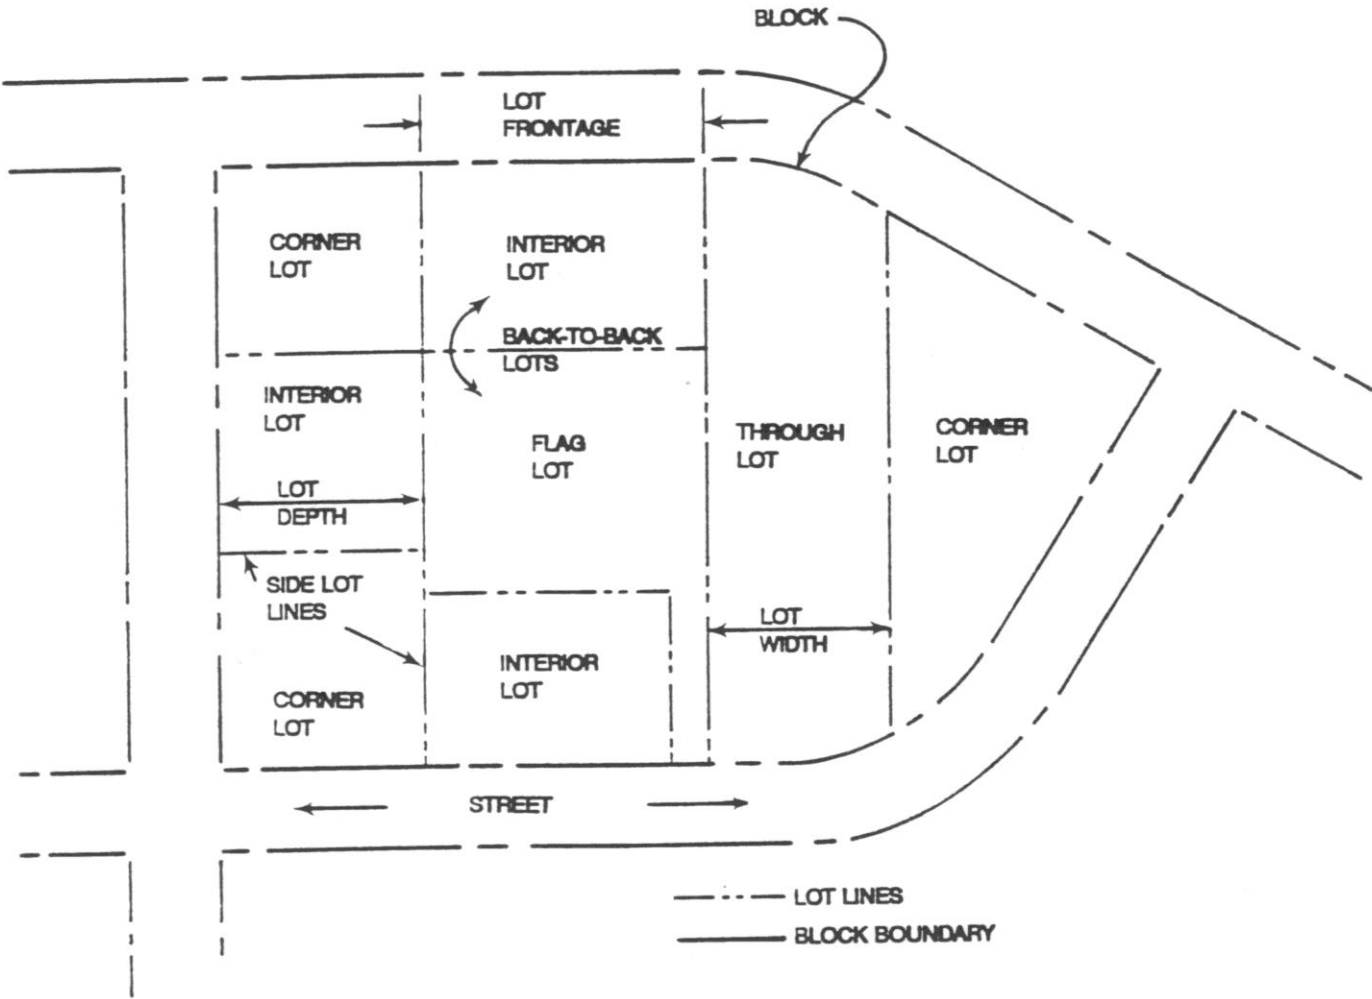 BLOCK
LOT
FRONTAGE
CORNER
LOT
INTERIOR
LOT
BACK-TO-BACK
LOTS
INTERIOR
LOT
FLAG
LOT
THROUGH
LOT
CORNER
LOT
LOT
DEPTH
SIDE LOT
LINES
LOT
WIDTH
INTERIOR
LOT
CORNER
LOT
STREET
LOT LINES
BLOCK BOUNDARY